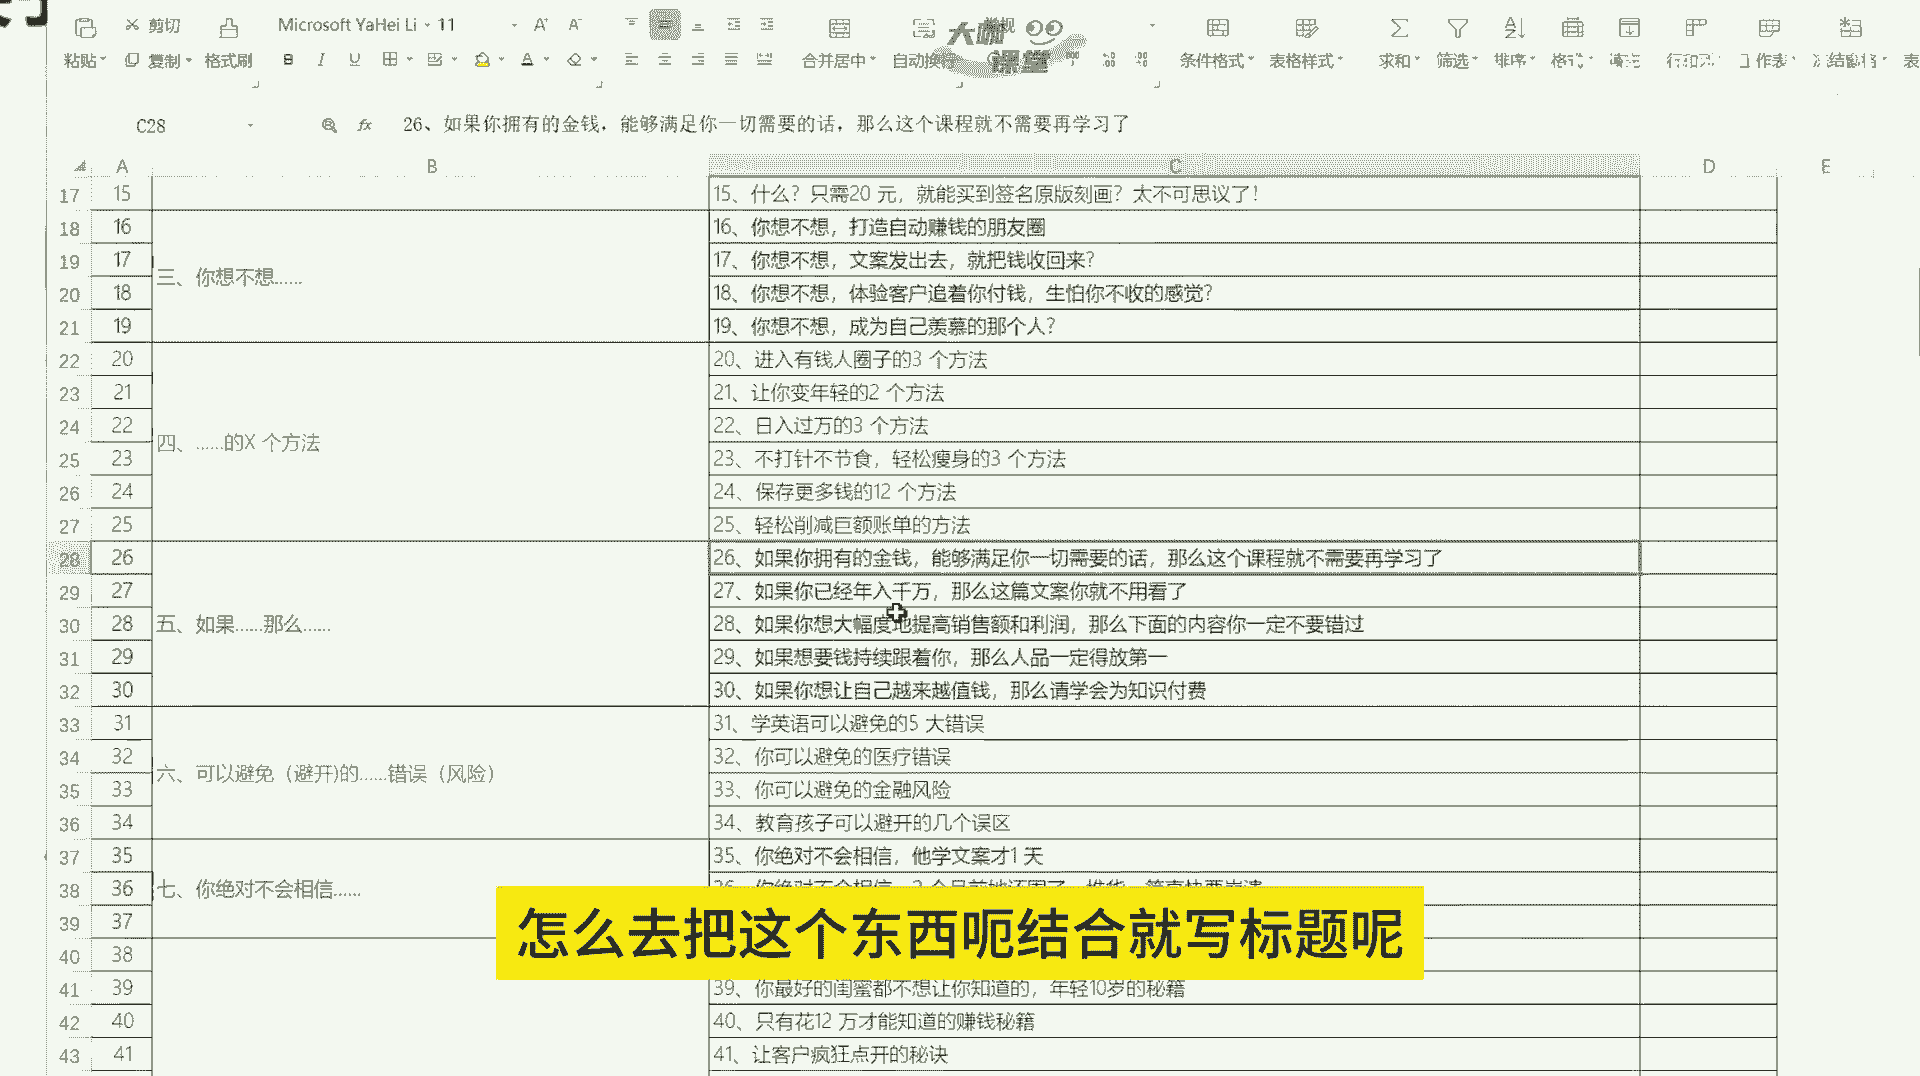 剪切
Microsoft YaHei Li 11 A⁺ A⁻
粘贴 复制 格式刷 B I U A 合并居中 自动换行 条件格式 表格样式 求和 筛选 排序 格式 填充 行和列 工作表 冻结窗格 表
大咖
课堂
常规
C28 fx 26、如果你拥有的金钱，能够满足你一切需要的话，那么这个课程就不需要再学习了
A B C D E
17 15 15、什么？只需20 元，就能买到签名原版刻画？太不可思议了！
18 16 16、你想不想，打造自动赚钱的朋友圈
19 17 17、你想不想，文案发出去，就把钱收回来？
三、你想不想……
20 18 18、你想不想，体验客户追着你付钱，生怕你不收的感觉？
21 19 19、你想不想，成为自己羡慕的那个人？
22 20 20、进入有钱人圈子的3 个方法
23 21 21、让你变年轻的2 个方法
24 22 22、日入过万的3 个方法
四、……的X 个方法
25 23 23、不打针不节食，轻松瘦身的3 个方法
26 24 24、保存更多钱的12 个方法
27 25 25、轻松削减巨额账单的方法
28 26 26、如果你拥有的金钱，能够满足你一切需要的话，那么这个课程就不需要再学习了
29 27 27、如果你已经年入千万，那么这篇文案你就不用看了
30 28 五、如果……那么…… 28、如果你想大幅度地提高销售额和利润，那么下面的内容你一定不要错过
31 29 29、如果想要钱持续跟着你，那么人品一定得放第一
32 30 30、如果你想让自己越来越值钱，那么请学会为知识付费
33 31 31、学英语可以避免的5 大错误
34 32 32、你可以避免的医疗错误
六、可以避免（避开)的……错误（风险）
35 33 33、你可以避免的金融风险
36 34 34、教育孩子可以避开的几个误区
37 35 35、你绝对不会相信，他学文案才1 天
38 36 七、你绝对不会相信……
39 37
怎么去把这个东西呃结合就写标题呢
40 38
41 39 39、你最好的闺蜜都不想让你知道的，年轻10岁的秘籍
42 40 40、只有花12 万才能知道的赚钱秘籍
43 41 41、让客户疯狂点开的秘诀